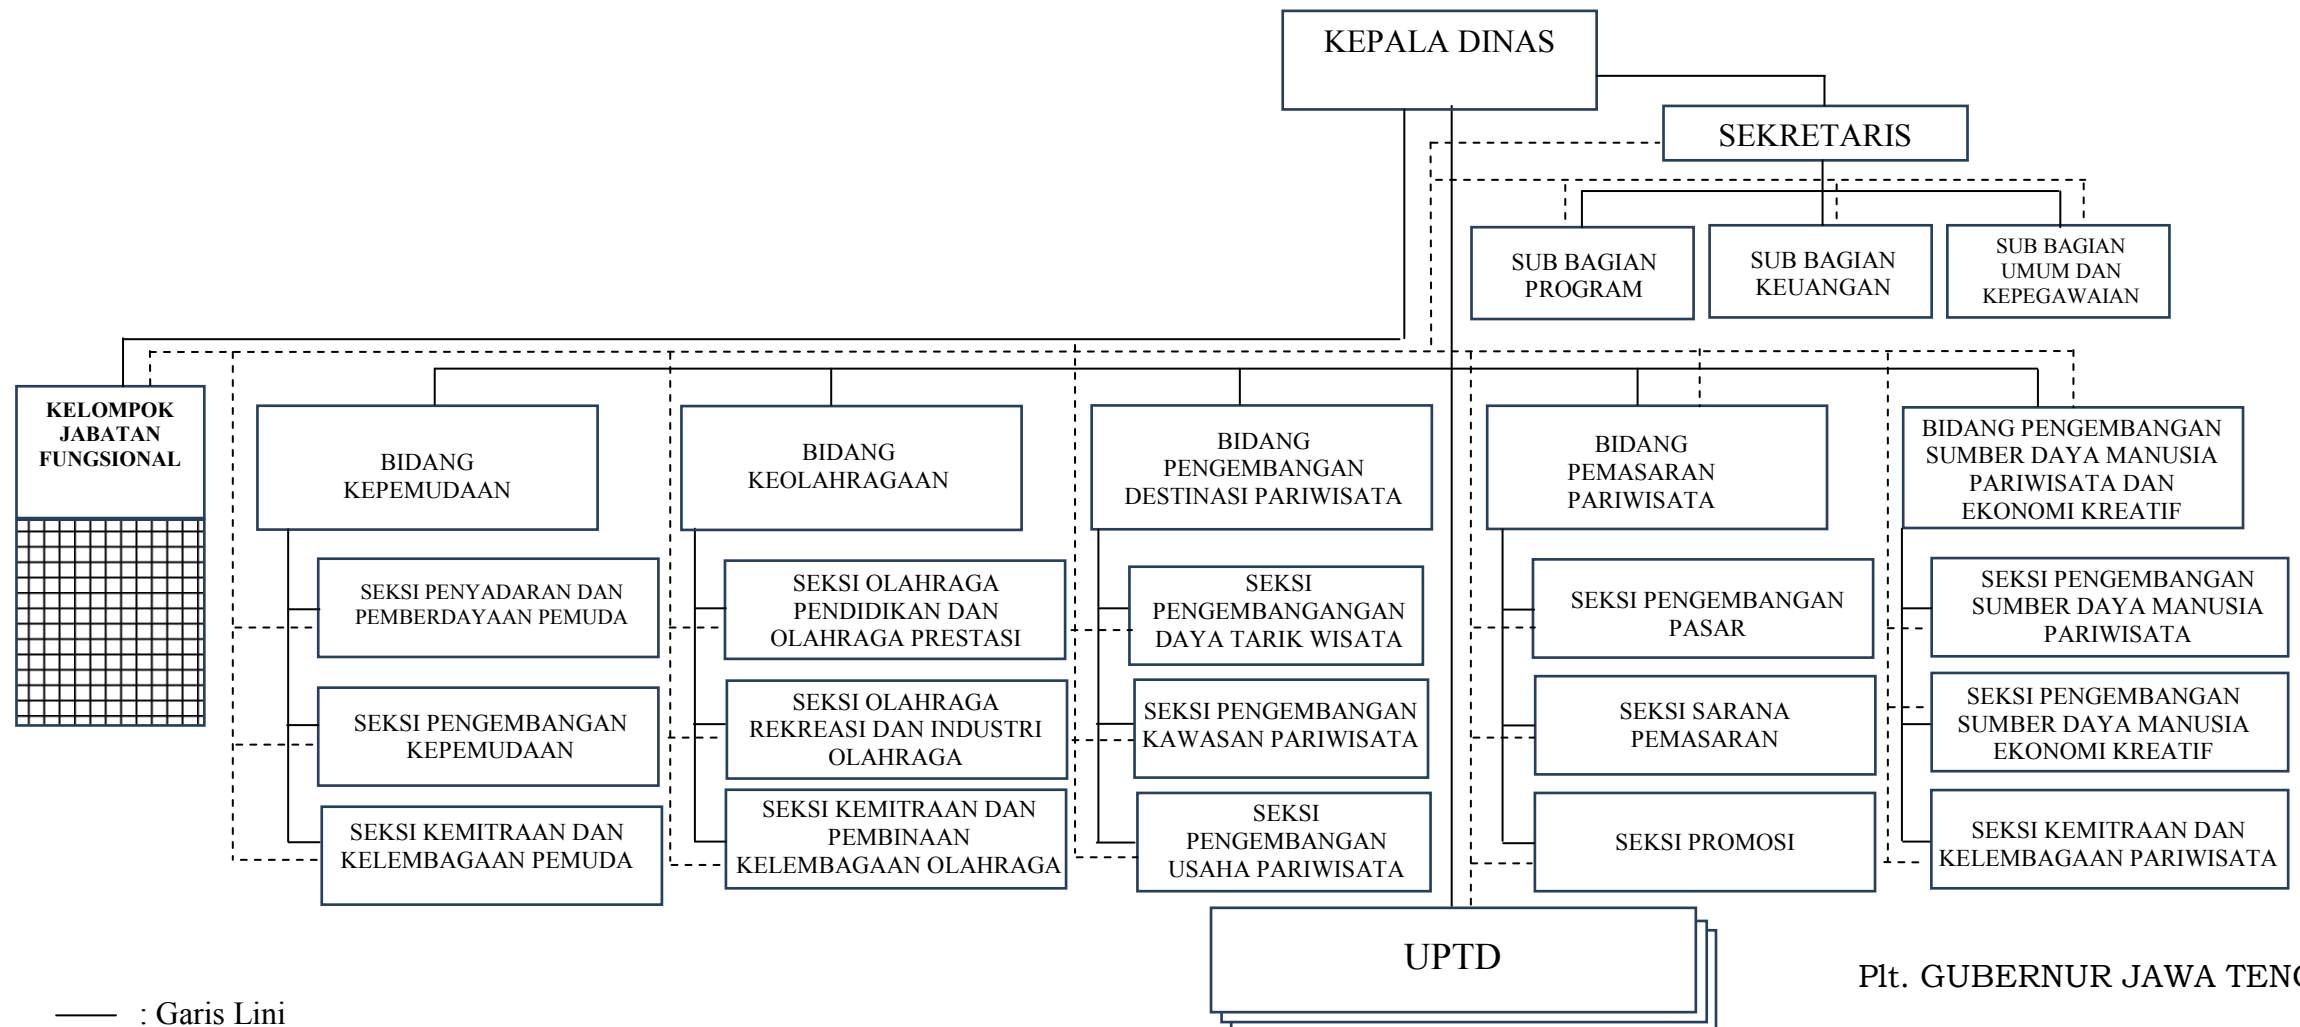 KEPALA DINAS
SEKRETARIS
SUB BAGIAN
PROGRAM
SUB BAGIAN
KEUANGAN
SUB BAGIAN
UMUM DAN
KEPEGAWAIAN
KELOMPOK
JABATAN
FUNGSIONAL
BIDANG
KEPEMUDAAN
BIDANG
KEOLAHRAGAAN
BIDANG
PENGEMBANGAN
DESTINASI PARIWISATA
BIDANG
PEMASARAN
PARIWISATA
BIDANG PENGEMBANGAN
SUMBER DAYA MANUSIA
PARIWISATA DAN
EKONOMI KREATIF
SEKSI PENYADARAN DAN
PEMBERDAYAAN PEMUDA
SEKSI OLAHRAGA
PENDIDIKAN DAN
OLAHRAGA PRESTASI
SEKSI
PENGEMBANGANGAN
DAYA TARIK WISATA
SEKSI PENGEMBANGAN
PASAR
SEKSI PENGEMBANGAN
SUMBER DAYA MANUSIA
PARIWISATA
SEKSI PENGEMBANGAN
KEPEMUDAAN
SEKSI OLAHRAGA
REKREASI DAN INDUSTRI
OLAHRAGA
SEKSI PENGEMBANGAN
KAWASAN PARIWISATA
SEKSI SARANA
PEMASARAN
SEKSI PENGEMBANGAN
SUMBER DAYA MANUSIA
EKONOMI KREATIF
SEKSI KEMITRAAN DAN
KELEMBAGAAN PEMUDA
SEKSI KEMITRAAN DAN
PEMBINAAN
KELEMBAGAAN OLAHRAGA
SEKSI
PENGEMBANGAN
USAHA PARIWISATA
SEKSI PROMOSI
SEKSI KEMITRAAN DAN
KELEMBAGAAN PARIWISATA
UPTD
Plt. GUBERNUR JAWA
: Garis Lini